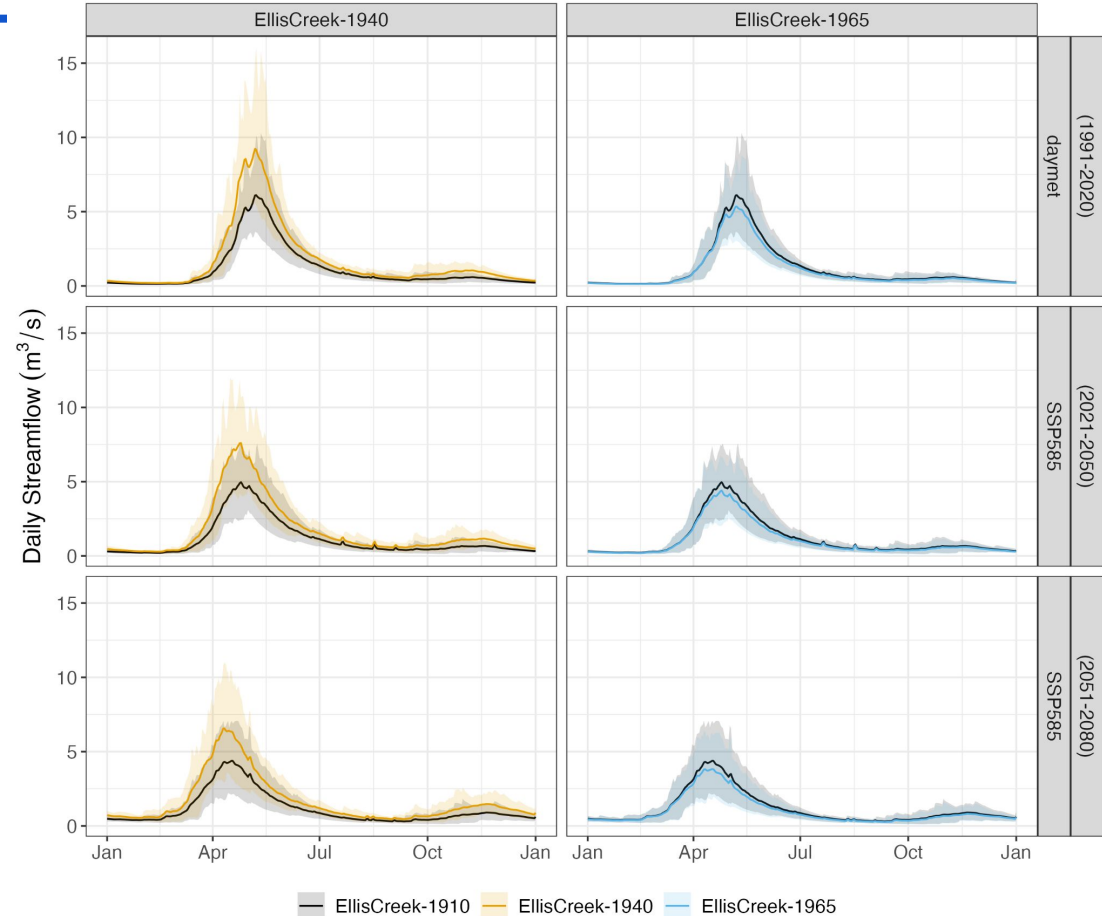 EllisCreek-1940
EllisCreek-1965
15
10
5
0
daymet
(1991-2020)
Daily Streamflow (m³/s)
15
10
5
0
SSP585
(2021-2050)
15
10
5
0
SSP585
(2051-2080)
Jan Apr Jul Oct Jan
Jan Apr Jul Oct Jan
EllisCreek-1910 EllisCreek-1940 EllisCreek-1965